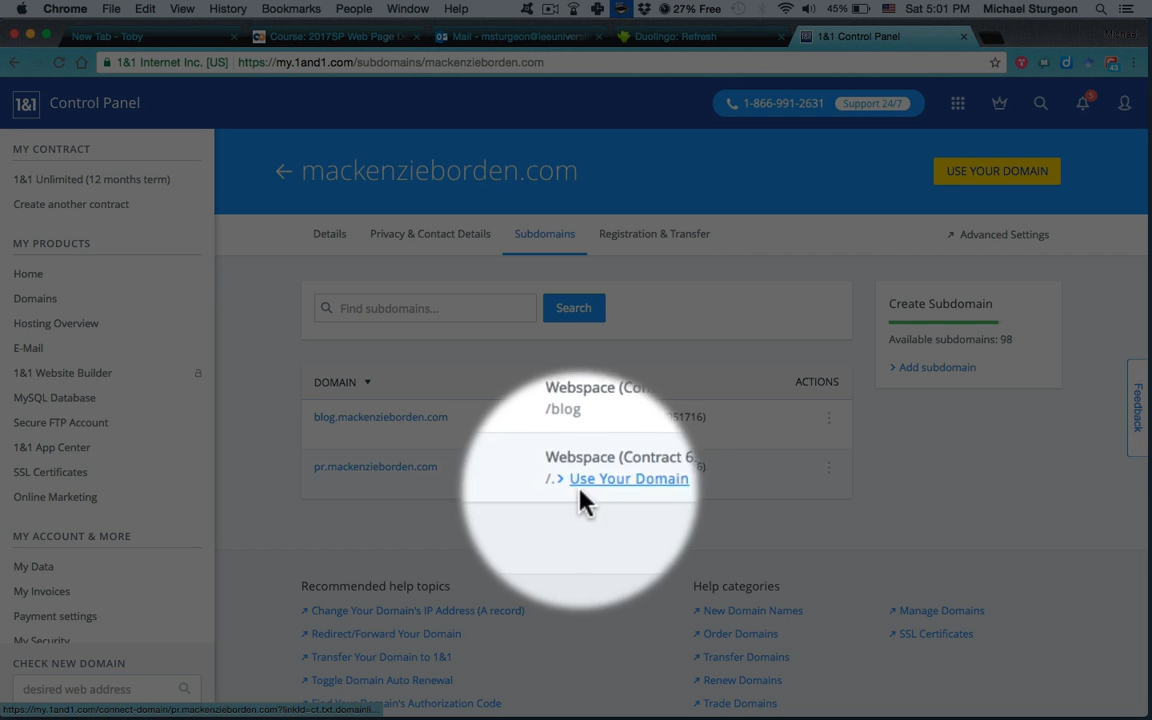 Chrome File Edit View History Bookmarks People Window Help 27% Free 45% Sat 5:01 PM Michael Sturgeon
New Tab - Toby Course: 2017SP Web Page D Mail - msturgeon@leeuniversi Duolingo: Refresh 1&1 Control Panel Michael
1&1 Internet Inc. [US] https://my.1and1.com/subdomains/mackenzieborden.com 43
1&1 Control Panel 1-866-991-2631 Support 24/7 5
MY CONTRACT
1&1 Unlimited (12 months term)
Create another contract
MY PRODUCTS
Home
Domains
Hosting Overview
E-Mail
1&1 Website Builder
MySQL Database
Secure FTP Account
1&1 App Center
SSL Certificates
Online Marketing
MY ACCOUNT & MORE
My Data
My Invoices
Payment settings
My Security
CHECK NEW DOMAIN
desired web address
mackenzieborden.com USE YOUR DOMAIN
Details Privacy & Contact Details Subdomains Registration & Transfer Advanced Settings
Find subdomains... Search
Create Subdomain
Available subdomains: 98
Add subdomain
DOMAIN ACTIONS
blog.mackenzieborden.com
Webspace (Con 51716)
/blog
pr.mackenzieborden.com
Webspace (Contract 6 6)
/.> Use Your Domain
Feedback
Recommended help topics
Change Your Domain's IP Address (A record)
Redirect/Forward Your Domain
Transfer Your Domain to 1&1
Toggle Domain Auto Renewal
Find Your Domain's Authorization Code
Help categories
New Domain Names Manage Domains
Order Domains SSL Certificates
Transfer Domains
Renew Domains
Trade Domains
https://my.1and1.com/connect-domain/pr.mackenzieborden.com?linkId=ct.txt.domainli...